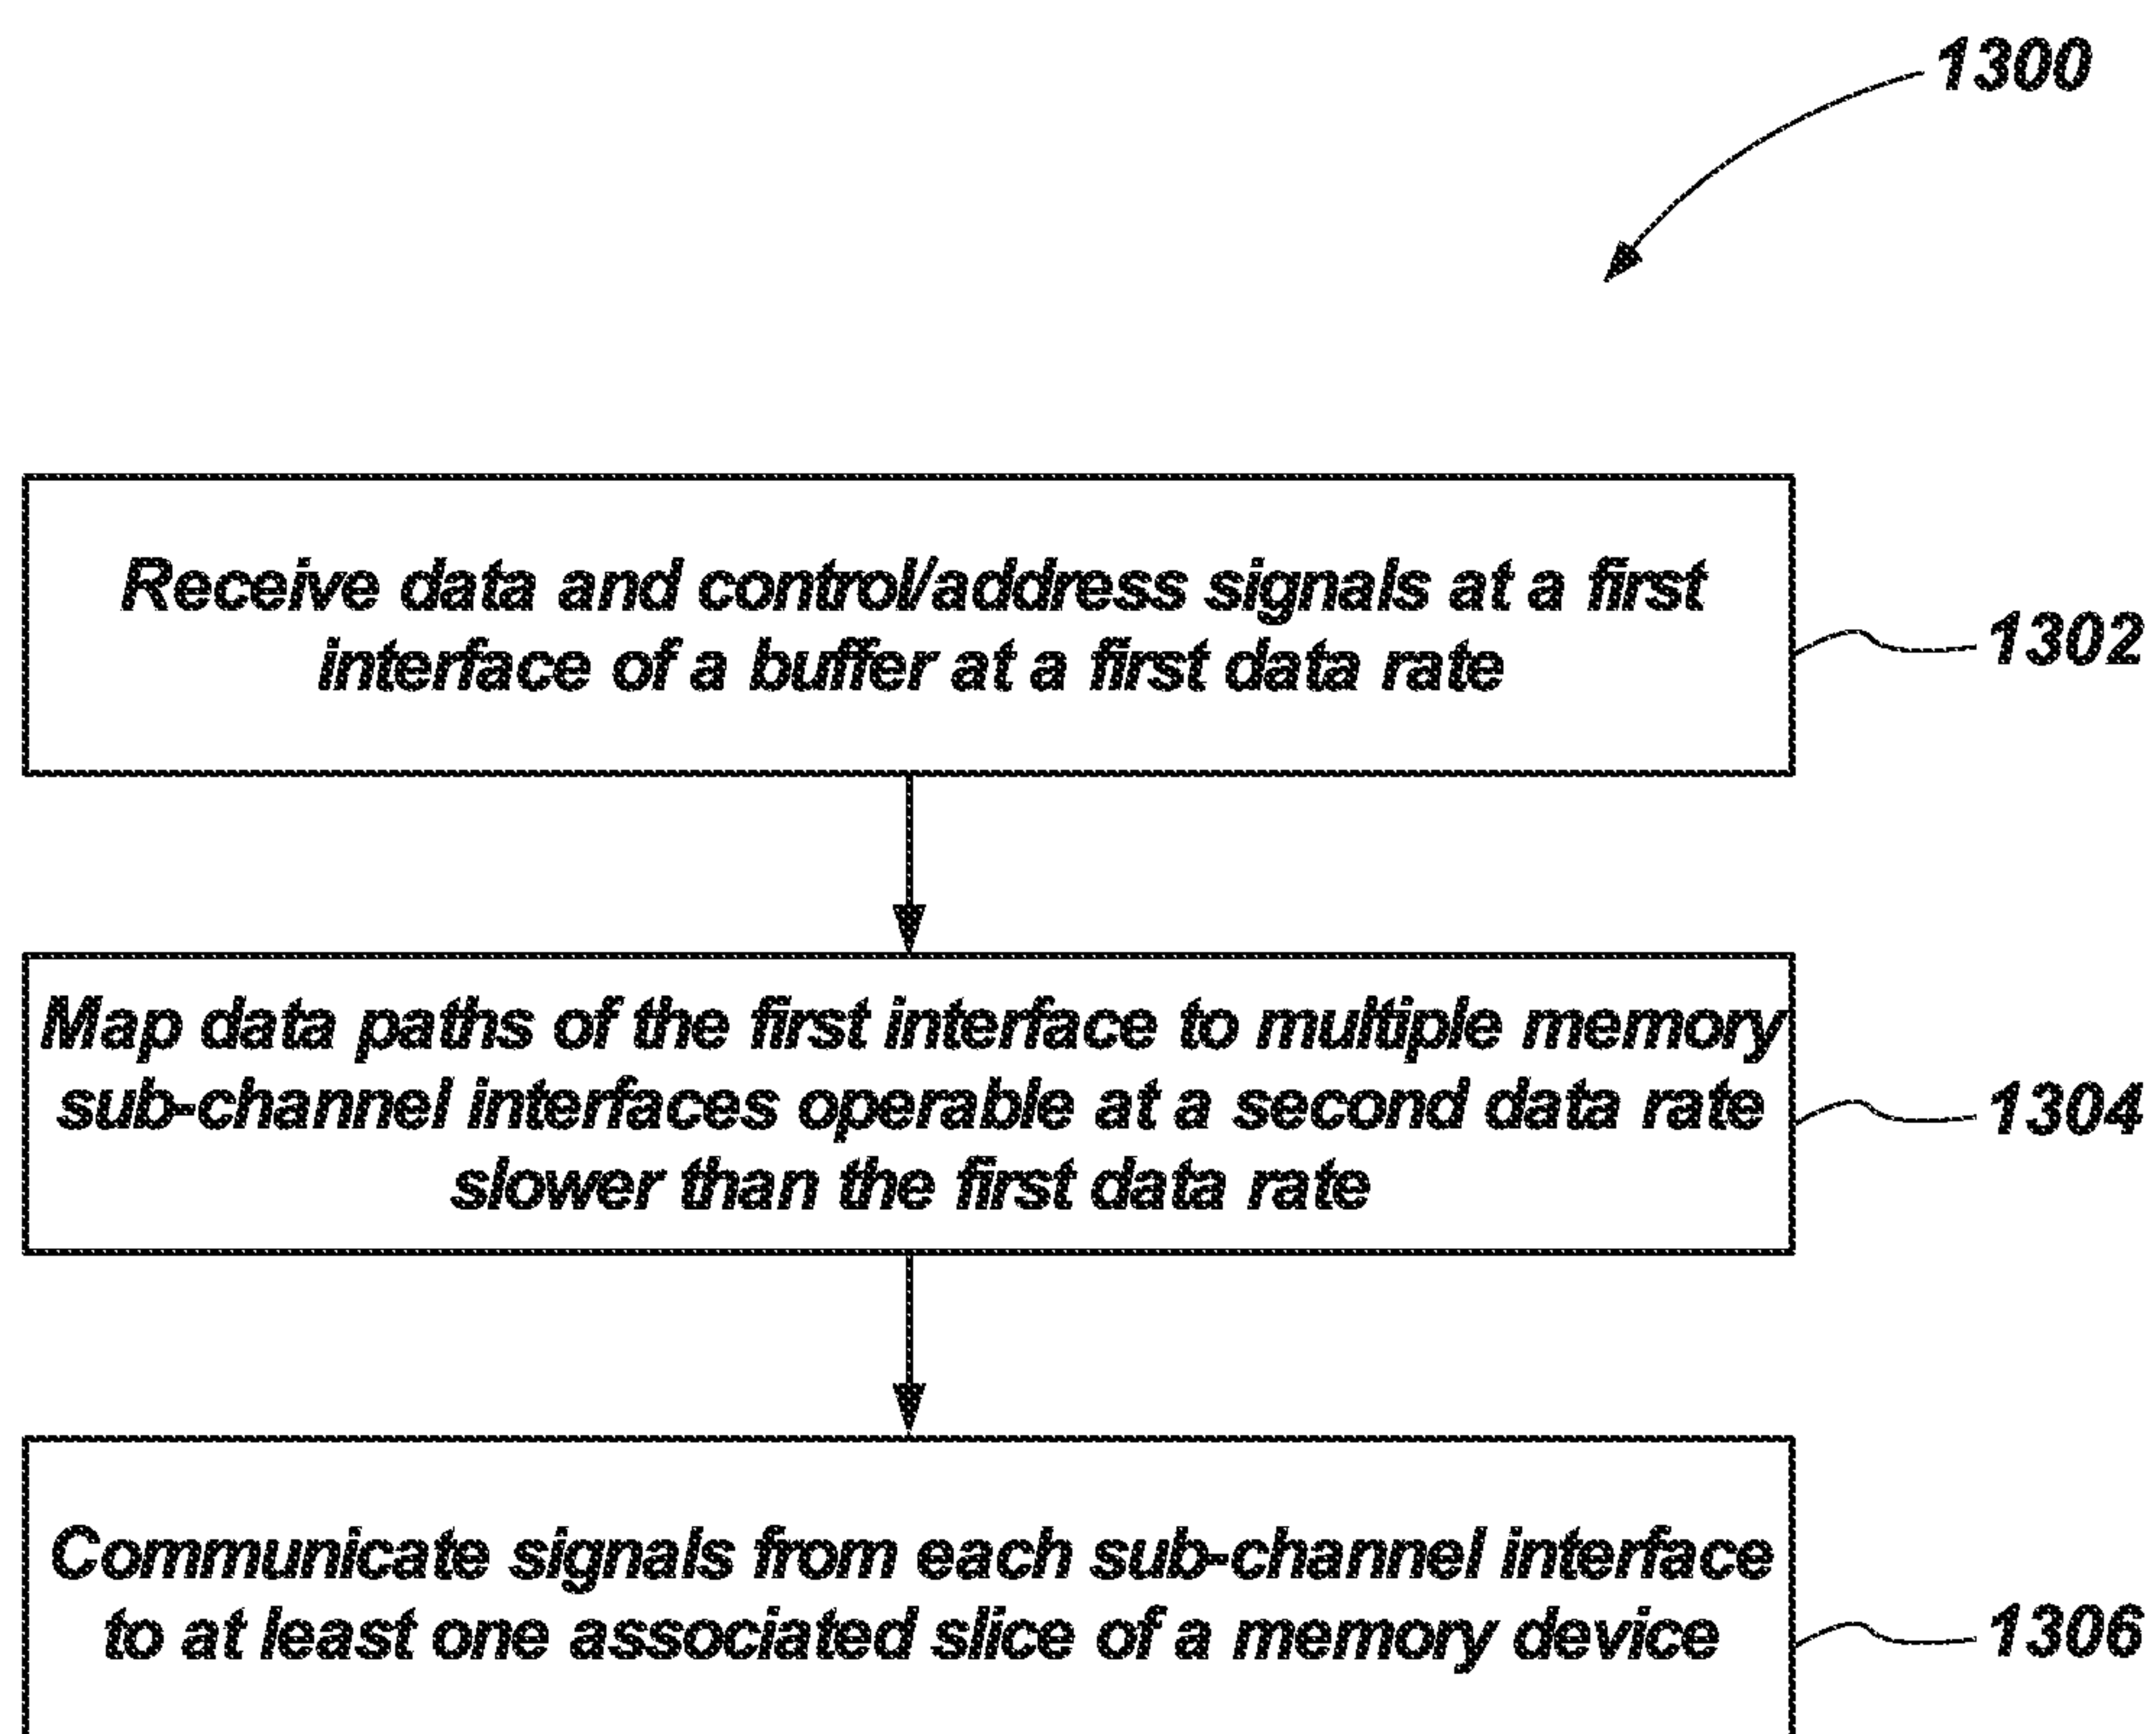 1300
Receive data and control/address signals at a first
interface of a buffer at a first data rate
1302
Map data paths of the first interface to multiple memory
sub-channel interfaces operable at a second data rate
slower than the first data rate
1304
Communicate signals from each sub-channel interface
to at least one associated slice of a memory device
1306